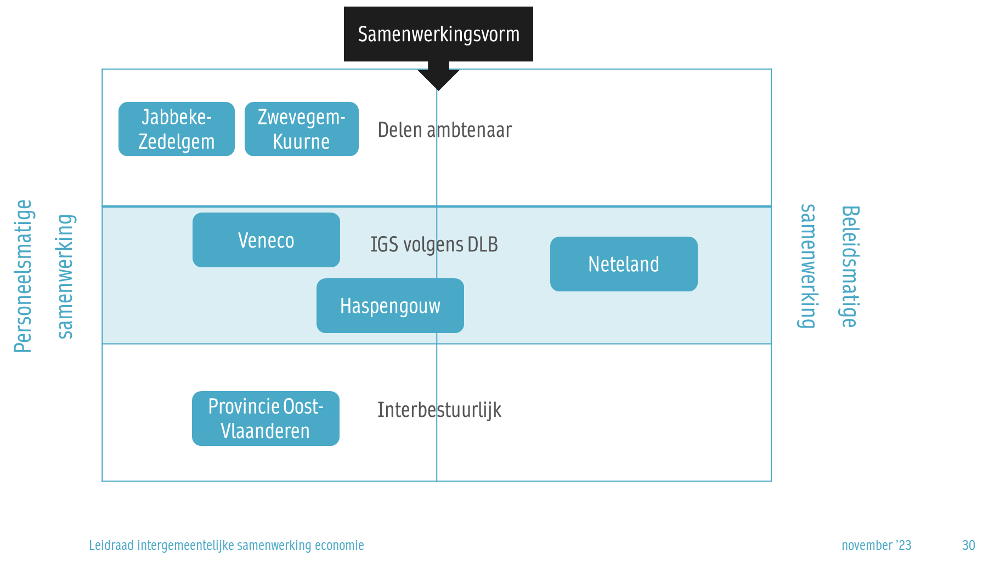 Samenwerkingsvorm
Jabbeke-
Zedelgem
Zwevegem-
Kuurne
Delen ambtenaar
Personeelsmatige
samenwerking
Veneco
IGS volgens DLB
Neteland
Haspengouw
Beleidsmatige
samenwerking
Provincie Oost-
Vlaanderen
Interbestuurlijk
Leidraad intergemeentelijke samenwerking economie
november ’23
30